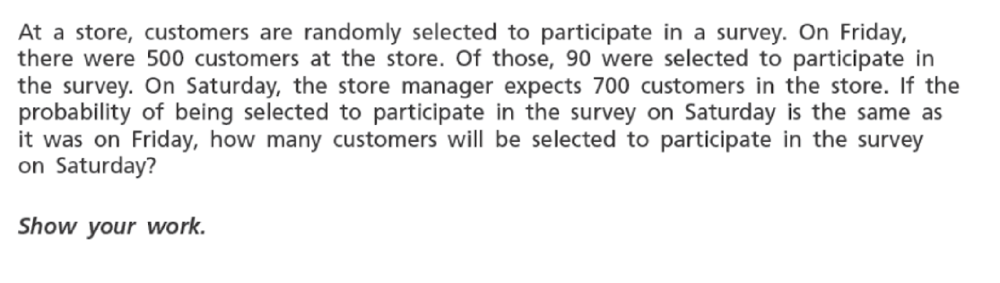 At a store, customers are randomly selected to participate in a survey. On Friday,
there were 500 customers at the store. Of those, 90 were selected to participate in
the survey. On Saturday, the store manager expects 700 customers in the store. If the
probability of being selected to participate in the survey on Saturday is the same as
it was on Friday, how many customers will be selected to participate in the survey
on Saturday?
Show your work.